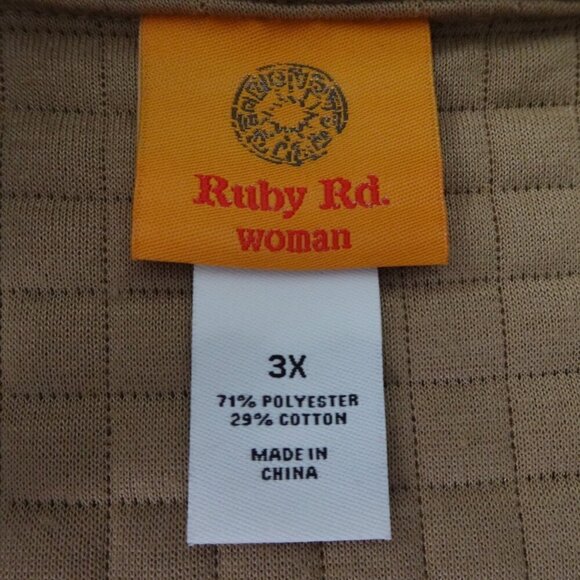 Ruby Rd.
woman
3X
71% POLYESTER
29% COTTON
MADE IN
CHINA